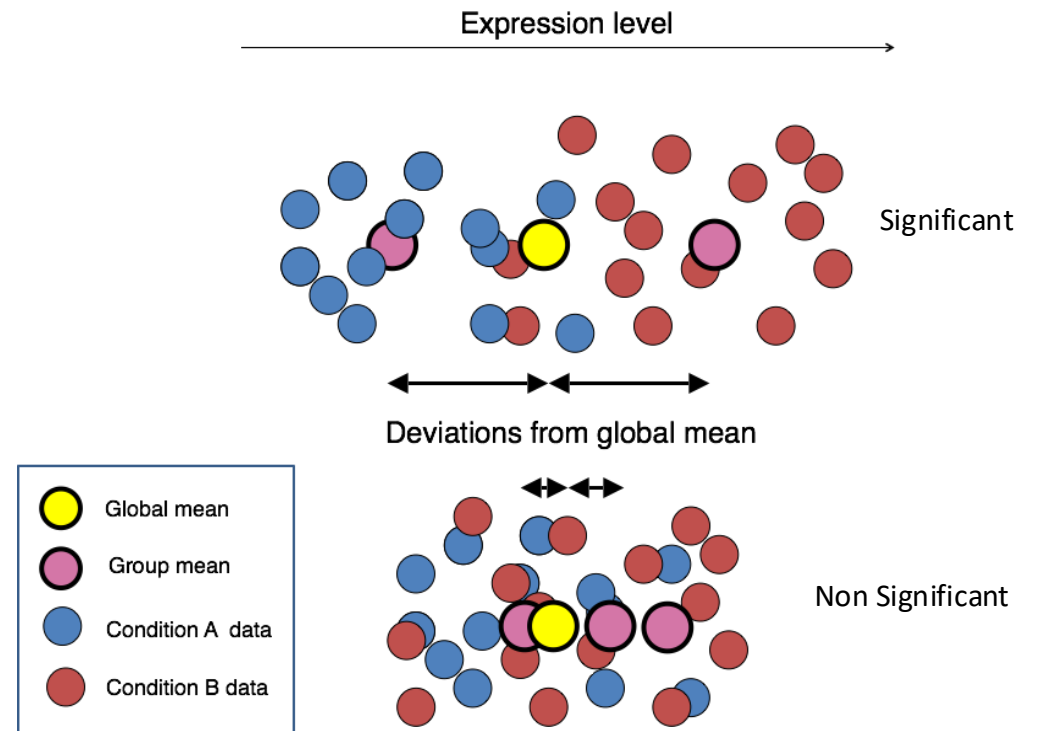 Expression level
Significant
Deviations from global mean
Global mean
Group mean
Non Significant
Condition A data
Condition B data